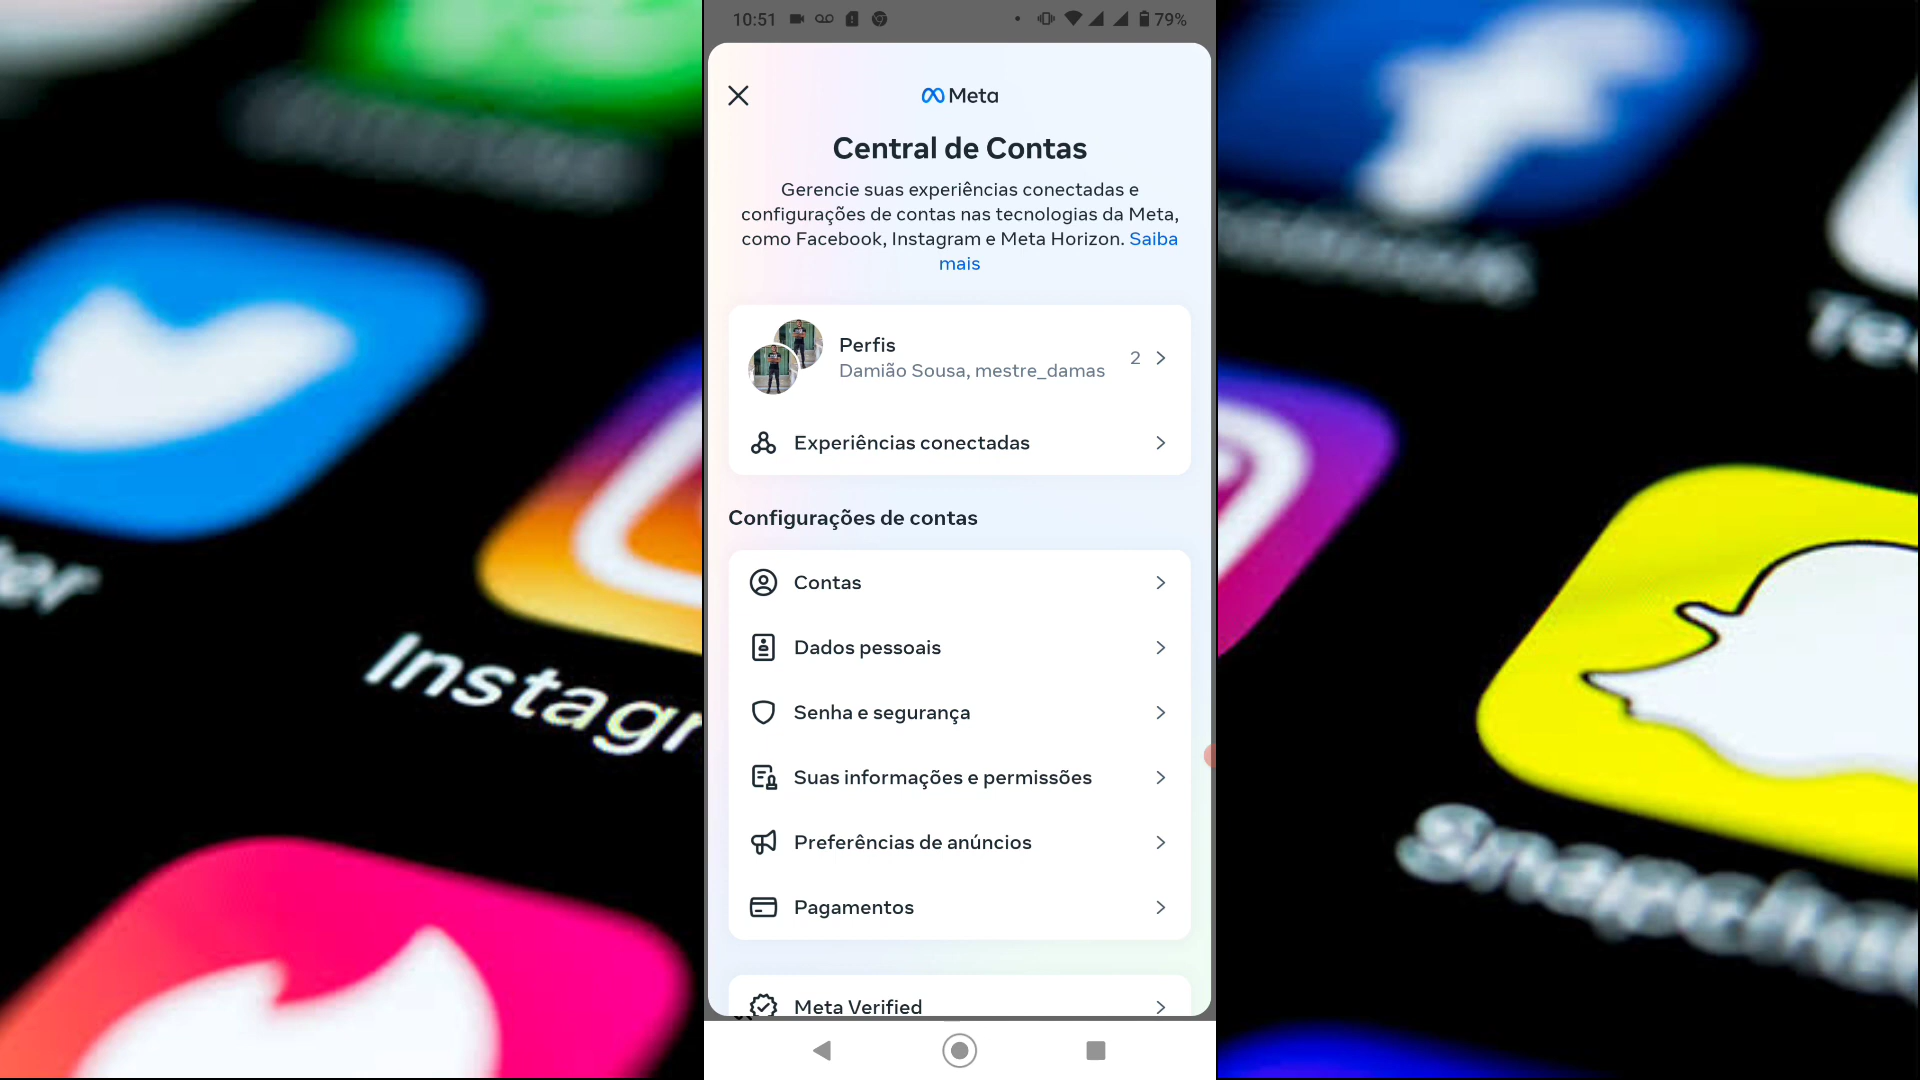 10:51
79%
Meta
Central de Contas
Gerencie suas experiências conectadas e
configurações de contas nas tecnologias da Meta,
como Facebook, Instagram e Meta Horizon. Saiba
mais
Perfis
Damião Sousa, mestre_damas
2
Experiências conectadas
Configurações de contas
Contas
Dados pessoais
Senha e segurança
Suas informações e permissões
Preferências de anúncios
Pagamentos
Meta Verified
Instagr
Snapchat